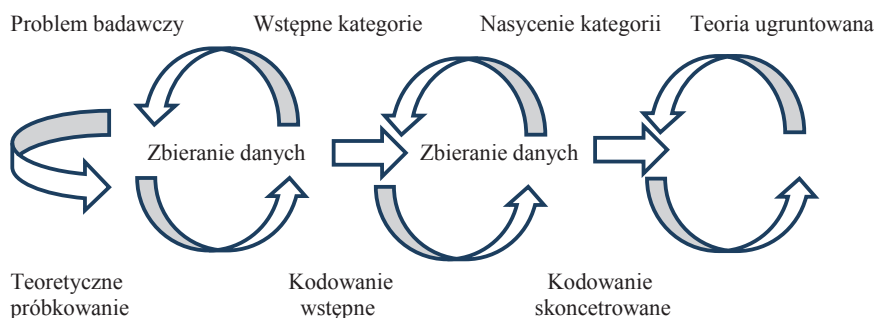 Problem badawczy
Wstępne kategorie
Nasycenie kategorii
Teoria ugruntowana
Zbieranie danych
Zbieranie danych
Teoretyczne
próbkowanie
Kodowanie
wstępne
Kodowanie
skoncetrowane